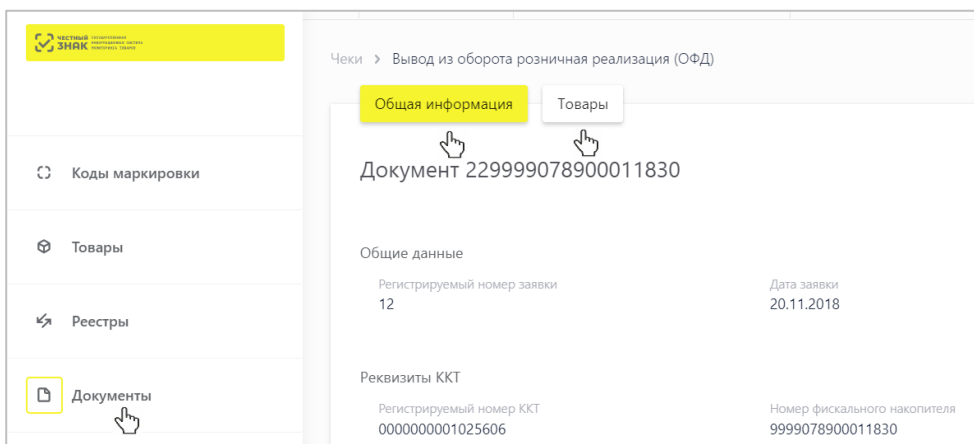 ЧЕСТНЫЙ
ЗНАК
Коды маркировки
Товары
Реестры
Документы
Чеки > Вывод из оборота розничная реализация (ОФД)
Общая информация
Товары
Документ 229999078900011830
Общие данные
Регистрируемый номер заявки
Дата заявки
12
20.11.2018
Реквизиты ККТ
Регистрируемый номер ККТ
Номер фискального накопителя
0000000001025606
9999078900011830